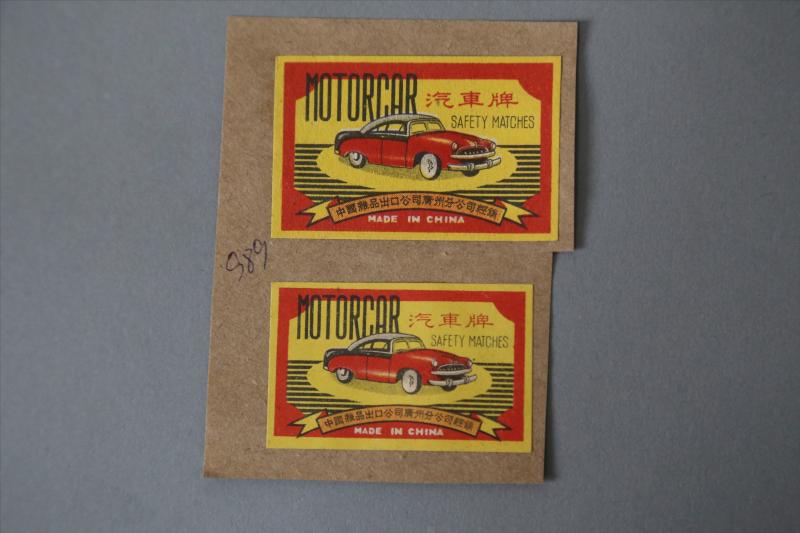 MOTORCAR 汽車牌
SAFETY MATCHES
中國雜品出口公司廣州分公司經銷
MADE IN CHINA
989
MOTORCAR 汽車牌
SAFETY MATCHES
中國雜品出口公司廣州分公司經銷
MADE IN CHINA